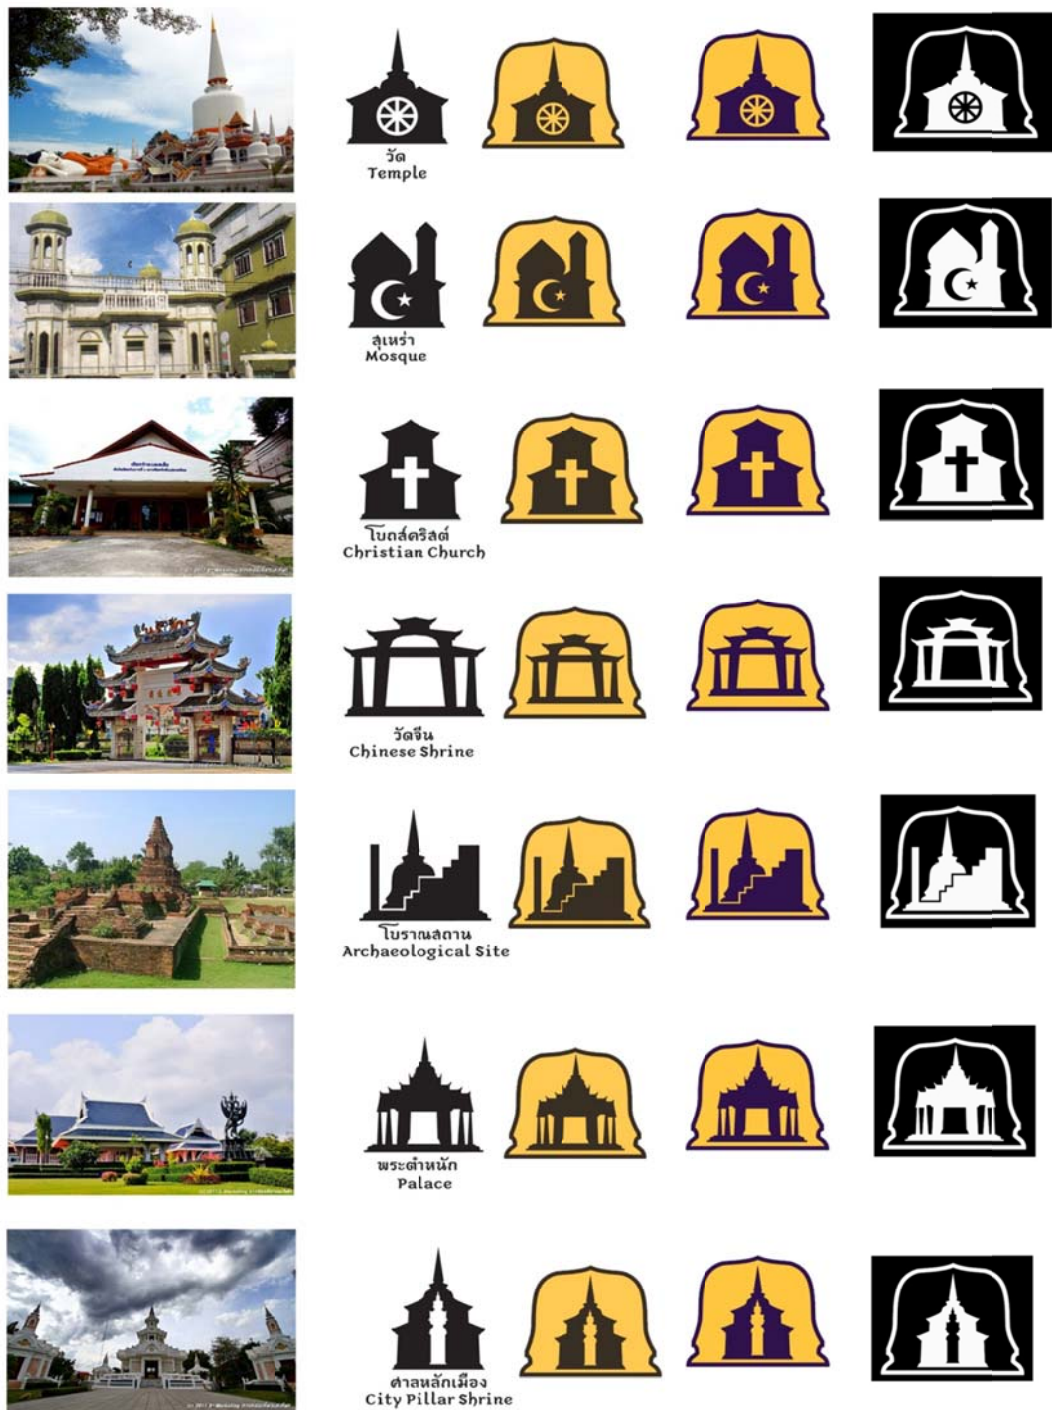 วัด
Temple
สุเหร่า
Mosque
โบถส์คริสต์
Christian Church
วัดจีน
Chinese Shrine
โบราณสถาน
Archaeological Site
พระตำหนัก
Palace
ศาลหลักเมือง
City Pillar Shrine